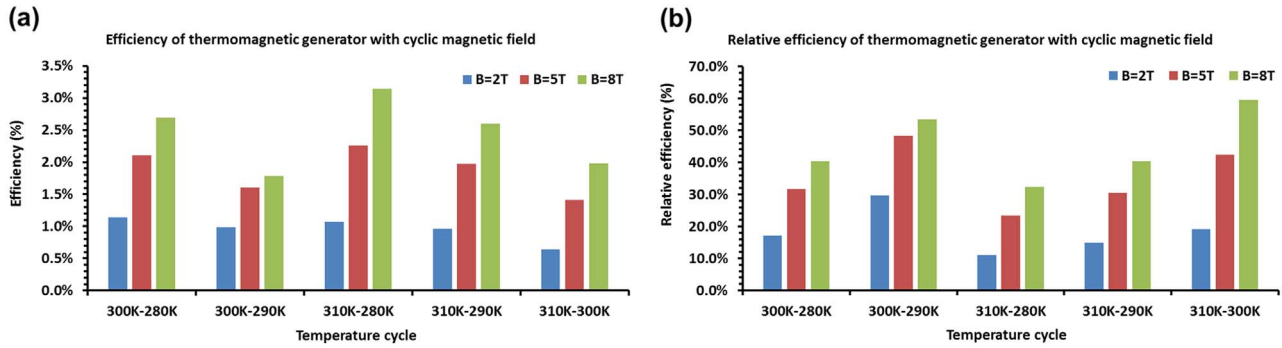 (a)
Efficiency of thermomagnetic generator with cyclic magnetic field
B=2T B=5T B=8T
3.5%
3.0%
2.5%
2.0%
1.5%
1.0%
0.5%
0.0%
Efficiency (%)
300K-280K 300K-290K 310K-280K 310K-290K 310K-300K
Temperature cycle
(b)
Relative efficiency of thermomagnetic generator with cyclic magnetic field
B=2T B=5T B=8T
70.0%
60.0%
50.0%
40.0%
30.0%
20.0%
10.0%
0.0%
Relative efficiency (%)
300K-280K 300K-290K 310K-280K 310K-290K 310K-300K
Temperature cycle